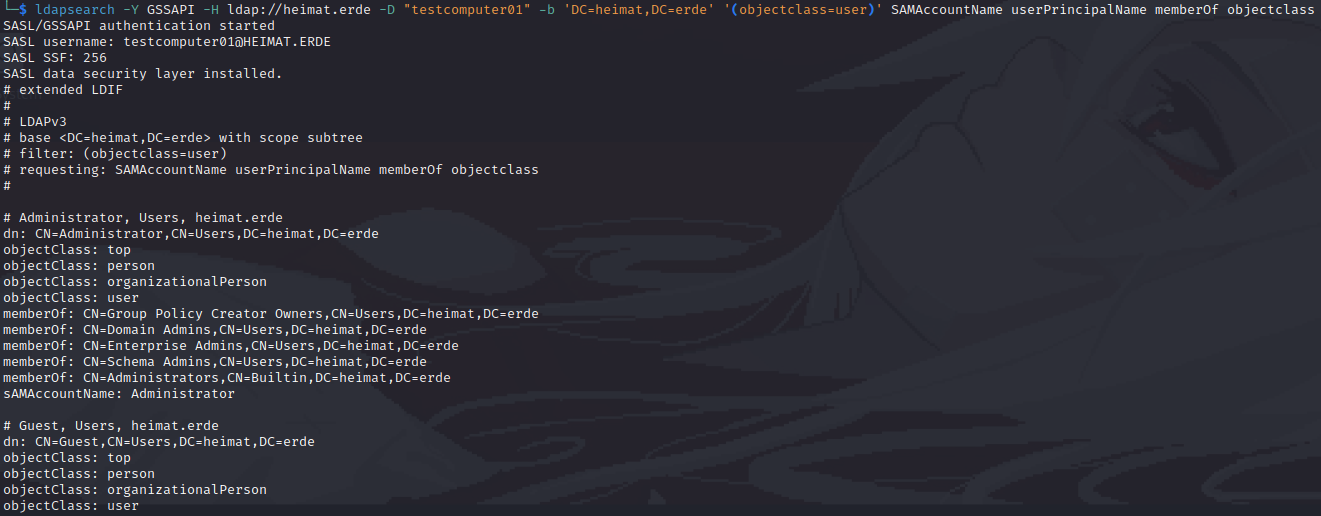 └─$ ldapsearch -Y GSSAPI -H ldap://heimat.erde -D "testcomputer01" -b 'DC=heimat,DC=erde' '(objectclass=user)' SAMAccountName userPrincipalName memberOf objectclass
SASL/GSSAPI authentication started
SASL username: testcomputer01@HEIMAT.ERDE
SASL SSF: 256
SASL data security layer installed.
# extended LDIF
#
# LDAPv3
# base <DC=heimat,DC=erde> with scope subtree
# filter: (objectclass=user)
# requesting: SAMAccountName userPrincipalName memberOf objectclass
#

# Administrator, Users, heimat.erde
dn: CN=Administrator,CN=Users,DC=heimat,DC=erde
objectClass: top
objectClass: person
objectClass: organizationalPerson
objectClass: user
memberOf: CN=Group Policy Creator Owners,CN=Users,DC=heimat,DC=erde
memberOf: CN=Domain Admins,CN=Users,DC=heimat,DC=erde
memberOf: CN=Enterprise Admins,CN=Users,DC=heimat,DC=erde
memberOf: CN=Schema Admins,CN=Users,DC=heimat,DC=erde
memberOf: CN=Administrators,CN=Builtin,DC=heimat,DC=erde
sAMAccountName: Administrator

# Guest, Users, heimat.erde
dn: CN=Guest,CN=Users,DC=heimat,DC=erde
objectClass: top
objectClass: person
objectClass: organizationalPerson
objectClass: user